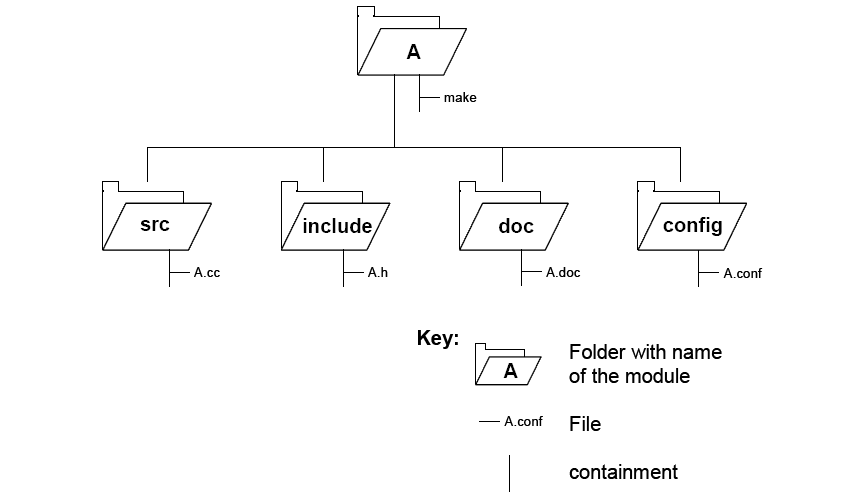 A
make
src
include
doc
config
A.cc
A.h
A.doc
A.conf
Key:
A
Folder with name
of the module
A.conf
File
containment